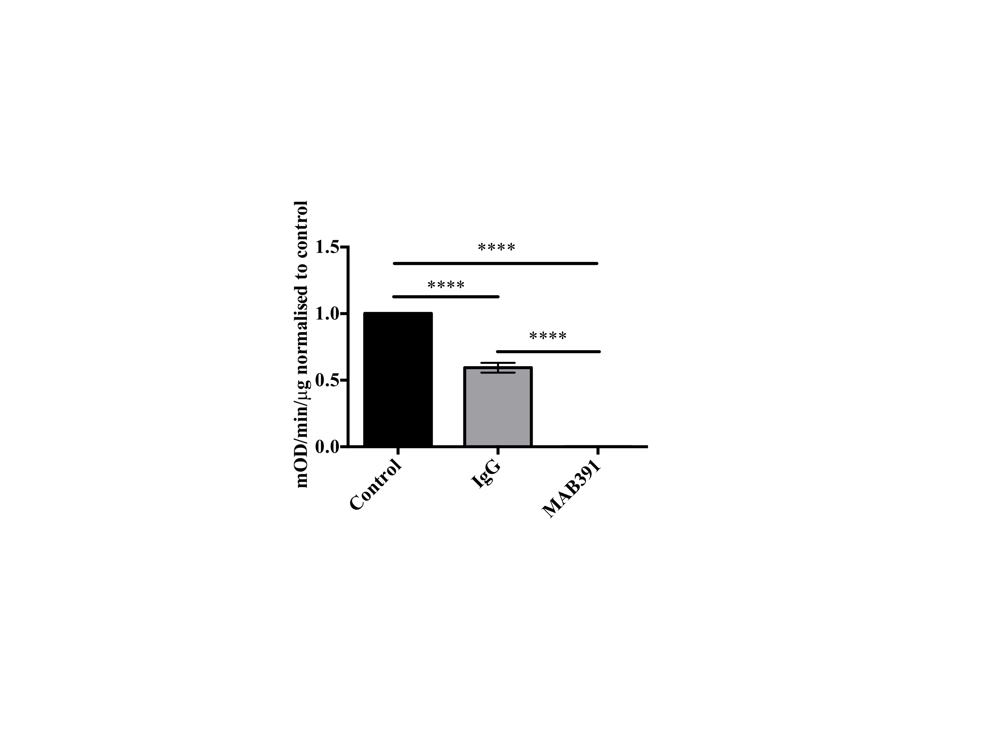 mOD/min/µg normalised to control
1.5
1.0
0.5
0.0
****
****
****
Control
IgG
MAB391